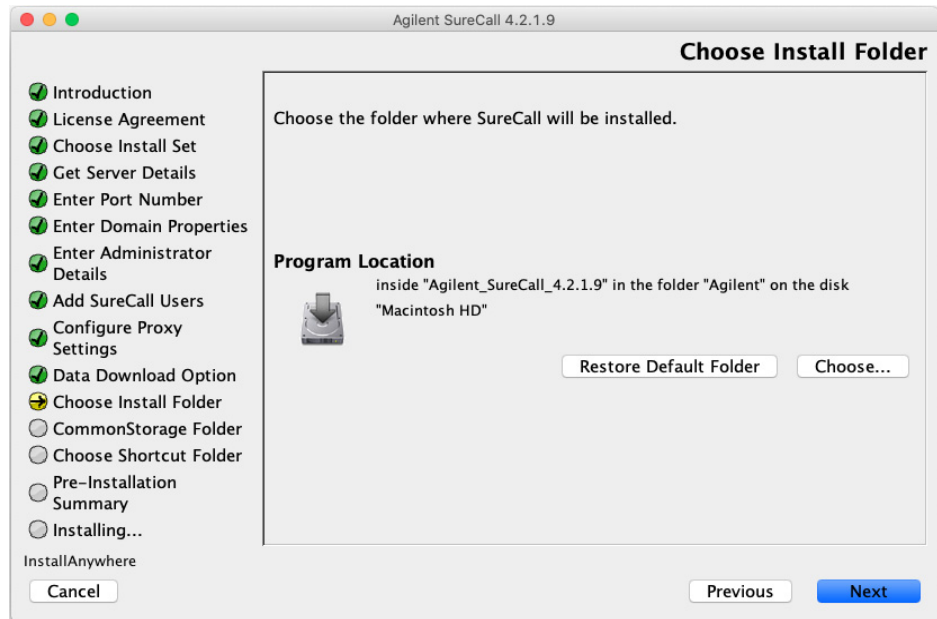 Agilent SureCall 4.2.1.9
Choose Install Folder
Introduction
License Agreement
Choose Install Set
Get Server Details
Enter Port Number
Enter Domain Properties
Enter Administrator
Details
Add SureCall Users
Configure Proxy
Settings
Data Download Option
Choose Install Folder
CommonStorage Folder
Choose Shortcut Folder
Pre-Installation
Summary
Installing...
Choose the folder where SureCall will be installed.
Program Location
inside "Agilent_SureCall_4.2.1.9" in the folder "Agilent" on the disk
"Macintosh HD"
Restore Default Folder
Choose...
InstallAnywhere
Cancel
Previous
Next